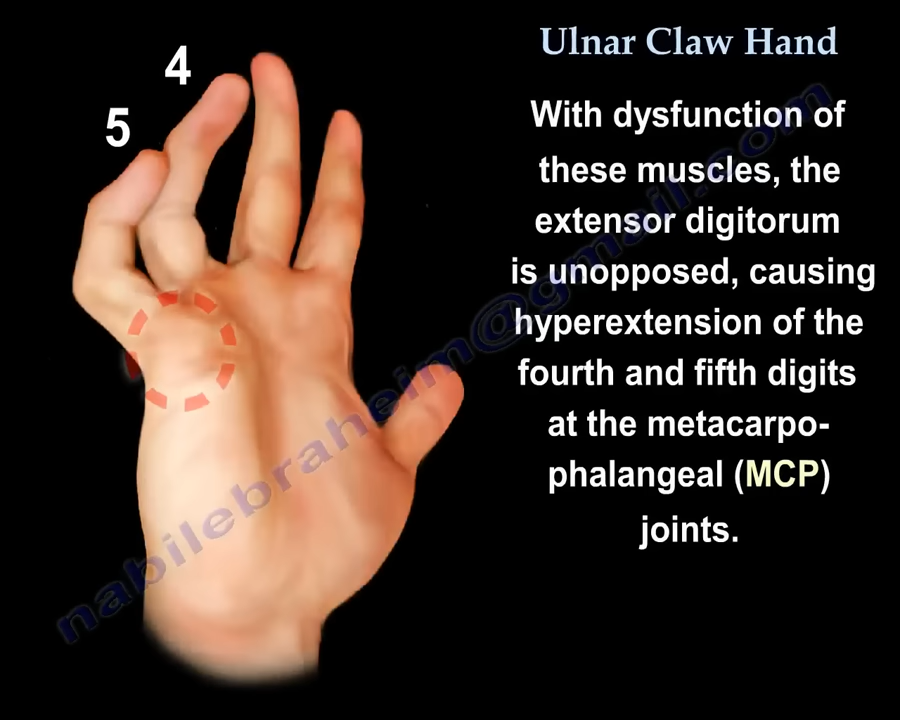 Ulnar Claw Hand
4
5
With dysfunction of
these muscles, the
extensor digitorum
is unopposed, causing
hyperextension of the
fourth and fifth digits
at the metacarpo-
phalangeal (MCP)
joints.
nabilebraheim@gmail.com